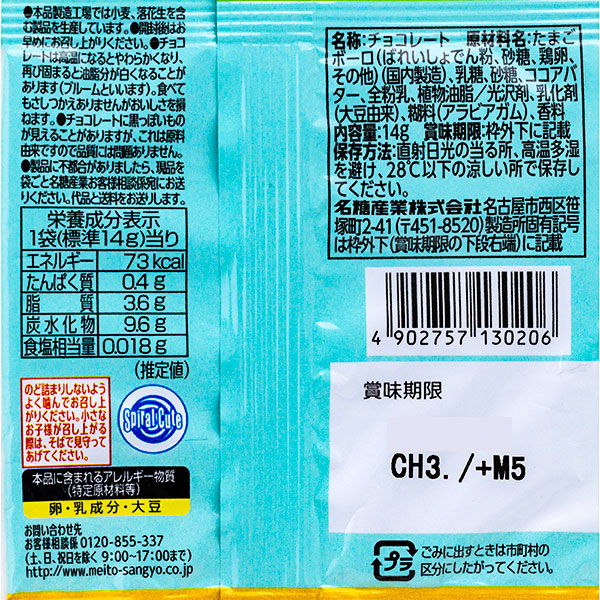 ●本品製造工場では小麦、落花生を含
む製品を生産しています。●開封後はお
早めにお召し上がりください。●チョコ
レートは高温になるとやわらかくなり、
再び固まると油脂分が白くなることが
あります(ブルームといいます)。食べて
もさしつかえありませんがおいしさを損
ねます。●チョコレートに黒っぽいもの
が見えることがありますが、これは原料
由来ですので品質には問題ありません。
●製品に不都合がありましたら、現品を
袋ごと名糖産業お客様相談係宛にお送
りください。代品と送料をお送りします。
栄養成分表示
1袋(標準14g)当り
エネルギー 73kcal
たんぱく質 0.4g
脂質 3.6g
炭水化物 9.6g
食塩相当量 0.018g
(推定値)
のど詰まりしないよう
よく噛んでお召し上
がりください。小さな
お子様が召し上がる
際は、そばで見守って
あげてください。
Spiral Cute
本品に含まれるアレルギー物質
(特定原材料等)
卵・乳成分・大豆
お問い合わせ先
お客様相談係 0120-855-337
(土、日、祝日を除く 9:00〜17:00まで)
http://www.meito-sangyo.co.jp
名称:チョコレート 原材料名:たまご
ボーロ(ばれいしょでん粉、砂糖、鶏卵、
その他)(国内製造)、乳糖、砂糖、ココアバ
ター、全粉乳、植物油脂/光沢剤、乳化剤
(大豆由来)、糊料(アラビアガム)、香料
内容量:14g 賞味期限:枠外下に記載
保存方法:直射日光の当る所、高温多湿
を避け、28℃以下の涼しい所で保存し
てください。
名糖産業株式会社 名古屋市西区笹
塚町2-41(〒451-8520)製造所固有記号
は枠外下(賞味期限の下段右端)に記載
4 902757 130206
賞味期限
CH3./+M5
プラ
ごみに出すときは市町村の
区分にしたがってください。